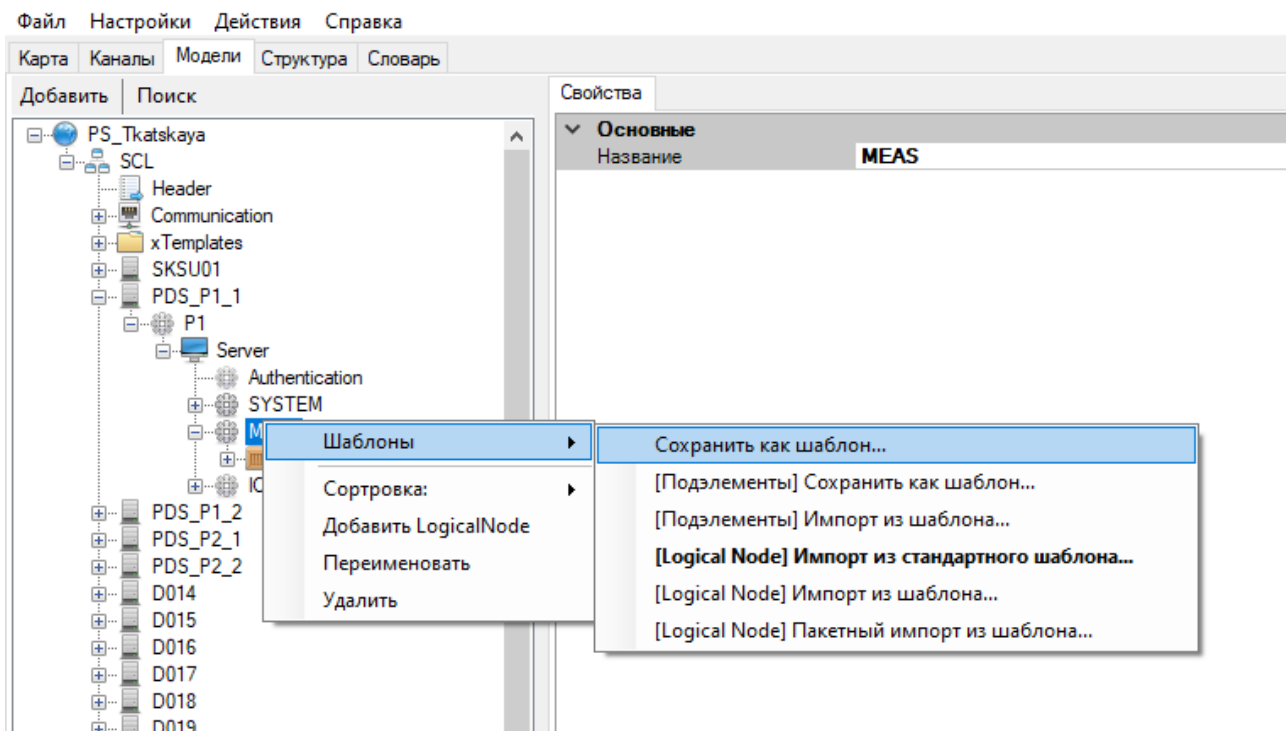 Файл Настройки Действия Справка
Карта Каналы Модели Структура Словарь
Добавить Поиск
Свойства
PS_Tkatskaya
SCL
Header
Communication
xTemplates
SKSU01
PDS_P1_1
P1
Server
Authentication
SYSTEM
M
IC
PDS_P1_2
PDS_P2_1
PDS_P2_2
D014
D015
D016
D017
D018
D019
Основные
Название MEAS
Шаблоны
Сортровка:
Добавить LogicalNode
Переименовать
Удалить
Сохранить как шаблон...
[Подэлементы] Сохранить как шаблон...
[Подэлементы] Импорт из шаблона...
[Logical Node] Импорт из стандартного шаблона...
[Logical Node] Импорт из шаблона...
[Logical Node] Пакетный импорт из шаблона...